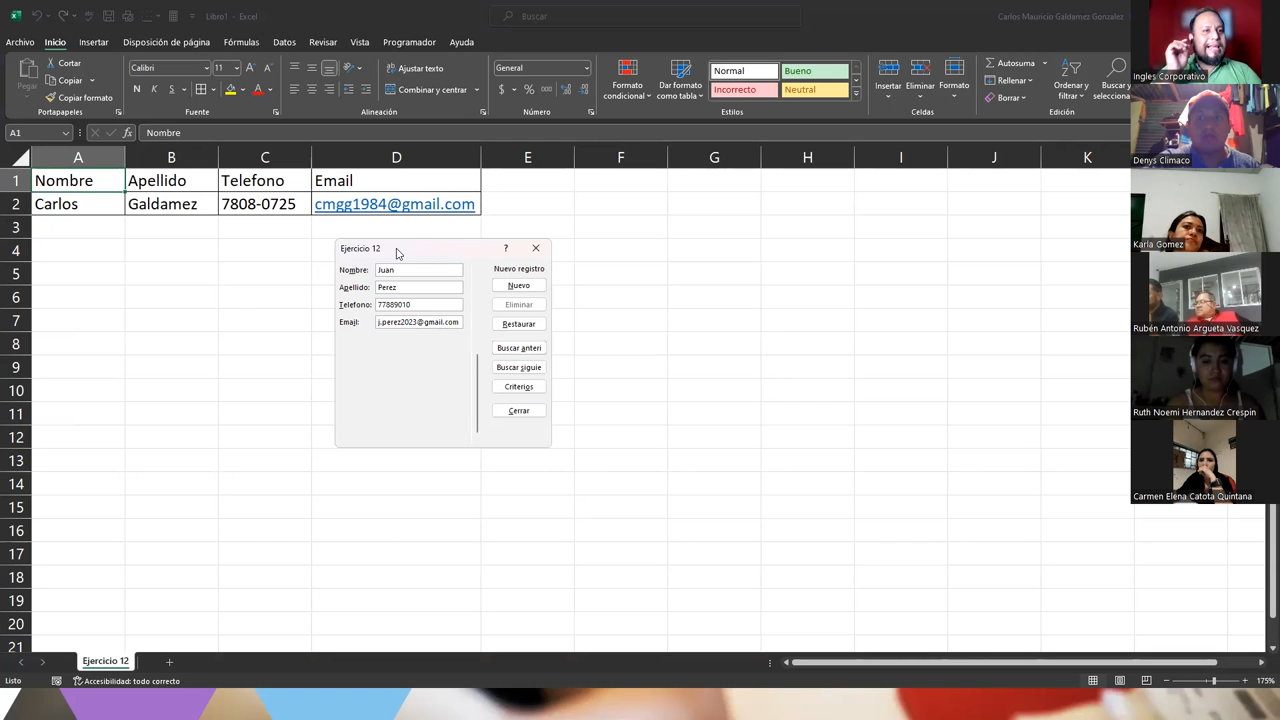 Libro1 - Excel
Buscar
Carlos Mauricio Galdamez Gonzalez
Archivo Inicio Insertar Disposición de página Fórmulas Datos Revisar Vista Programador Ayuda
Pegar
Cortar
Copiar
Copiar formato
Portapapeles
Calibri 11
N K S
Fuente
Ajustar texto
Combinar y centrar
Alineación
General
$ % 000
Número
Formato condicional
Dar formato como tabla
Normal Bueno
Incorrecto Neutral
Estilos
Insertar Eliminar Formato
Celdas
Autosuma
Rellenar
Borrar
Ordenar y filtrar
Buscar y selecciona
Edición
A1 fx Nombre
A B C D E F G H I J K
1 Nombre Apellido Telefono Email
2 Carlos Galdamez 7808-0725 cmgg1984@gmail.com
3
4
5
6
7
8
9
10
11
12
13
14
15
16
17
18
19
20
21
Ejercicio 12 ?
Nombre: Juan
Apellido: Perez
Telefono: 77889010
Email: j.perez2023@gmail.com
Nuevo registro
Nuevo
Eliminar
Restaurar
Buscar anteri
Buscar siguie
Criterios
Cerrar
Ingles Corporativo
Denys Climaco
Karla Gomez
Rubén Antonio Argueta Vasquez
Ruth Noemi Hernandez Crespin
Carmen Elena Catota Quintana
Ejercicio 12
Listo Accesibilidad: todo correcto 175%